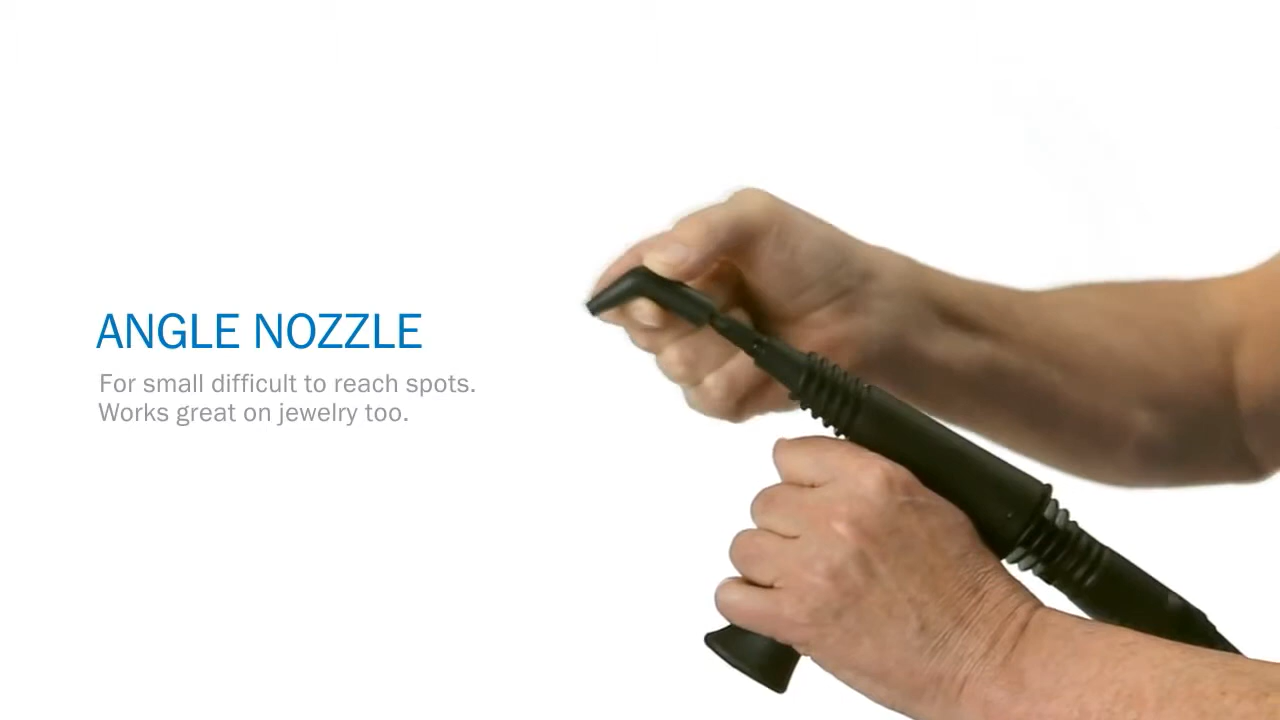 ANGLE NOZZLE
For small difficult to reach spots.
Works great on jewelry too.